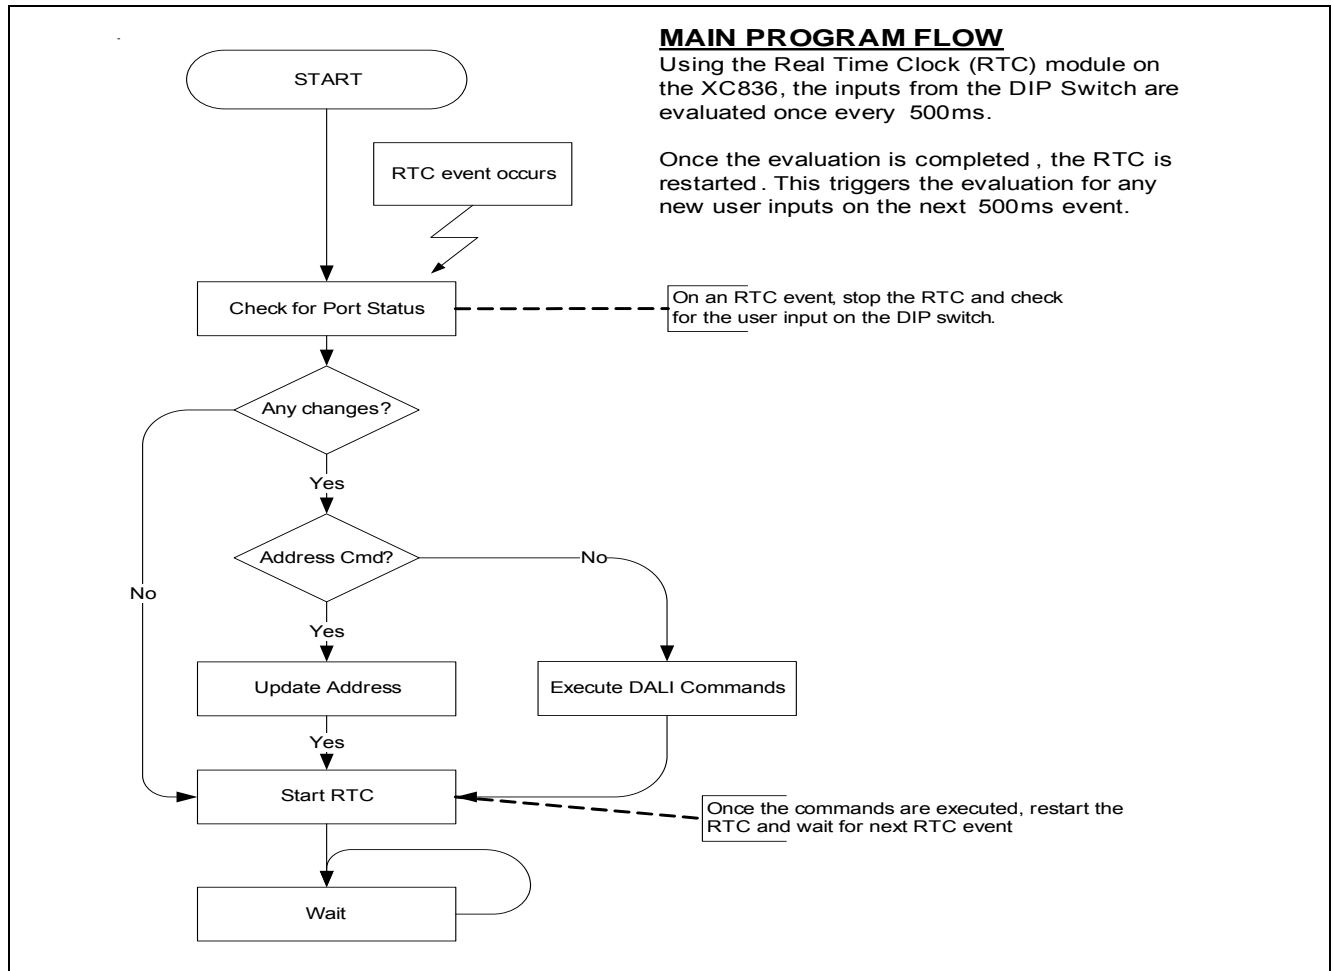 MAIN PROGRAM FLOW
Using the Real Time Clock (RTC) module on
the XC836, the inputs from the DIP Switch are
evaluated once every 500ms.
Once the evaluation is completed , the RTC is
restarted . This triggers the evaluation for any
new user inputs on the next 500ms event.
START
RTC event occurs
Check for Port Status
On an RTC event, stop the RTC and check
for the user input on the DIP switch.
Any changes?
Yes
Address Cmd?
No
No
Yes
Update Address
Execute DALI Commands
Yes
Start RTC
Once the commands are executed, restart the
RTC and wait for next RTC event
Wait